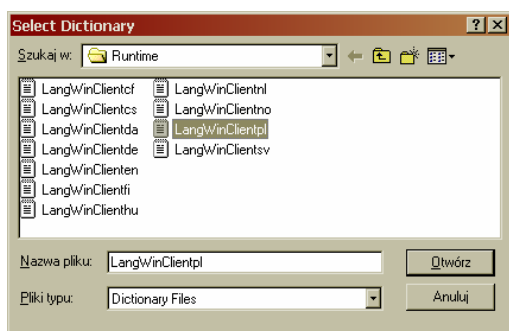 Select Dictionary
Szukaj w: Runtime
LangWinClientcf LangWinClientnl
LangWinClientcs LangWinClientno
LangWinClientda LangWinClientpl
LangWinClientde LangWinClientsv
LangWinClienten
LangWinClientfi
LangWinClienthu
Nazwa pliku: LangWinClientpl Otwórz
Pliki typu: Dictionary Files Anuluj